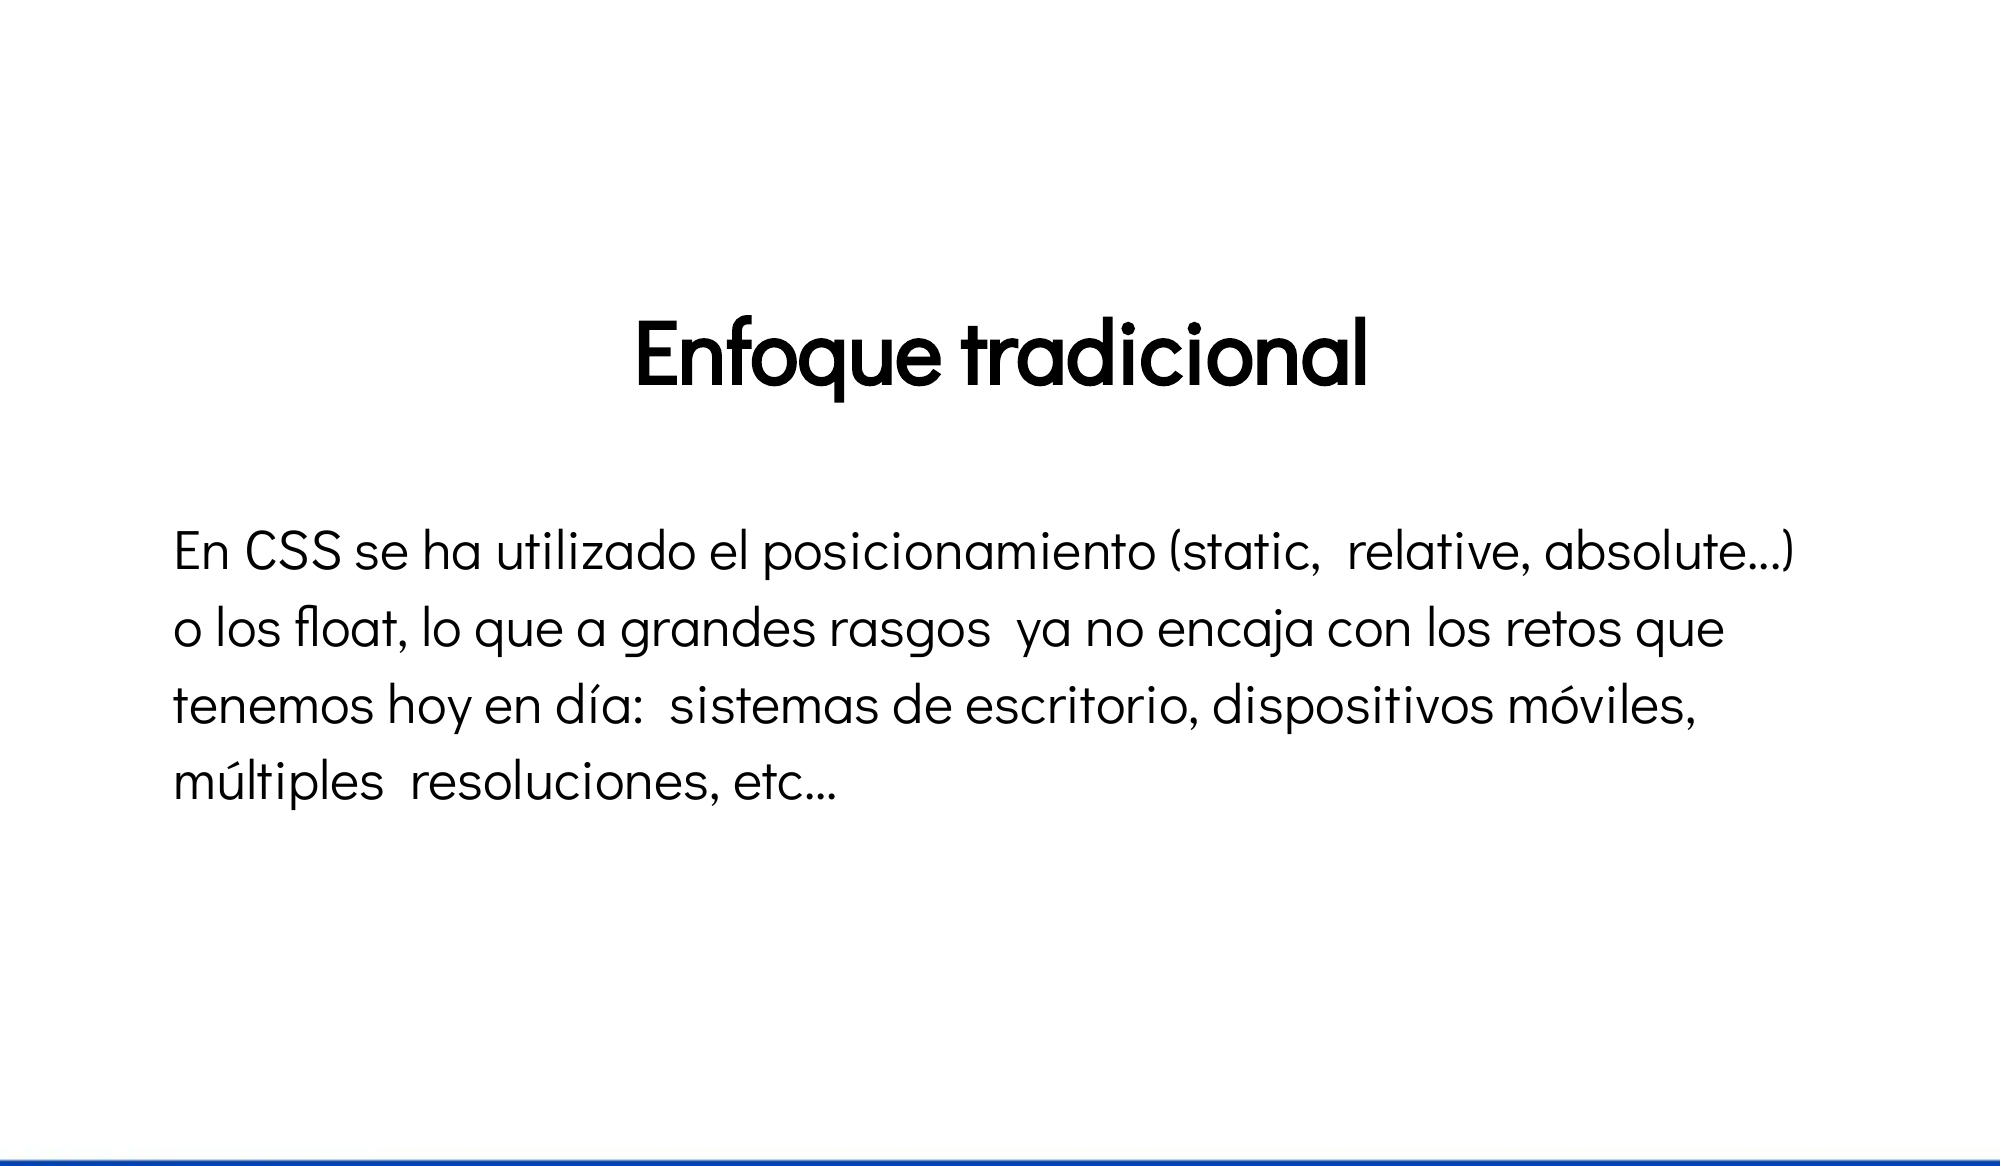 Enfoque tradicional
En CSS se ha utilizado el posicionamiento (static,  relative, absolute...)
o los float, lo que a grandes rasgos  ya no encaja con los retos que
tenemos hoy en día:  sistemas de escritorio, dispositivos móviles,
múltiples  resoluciones, etc...